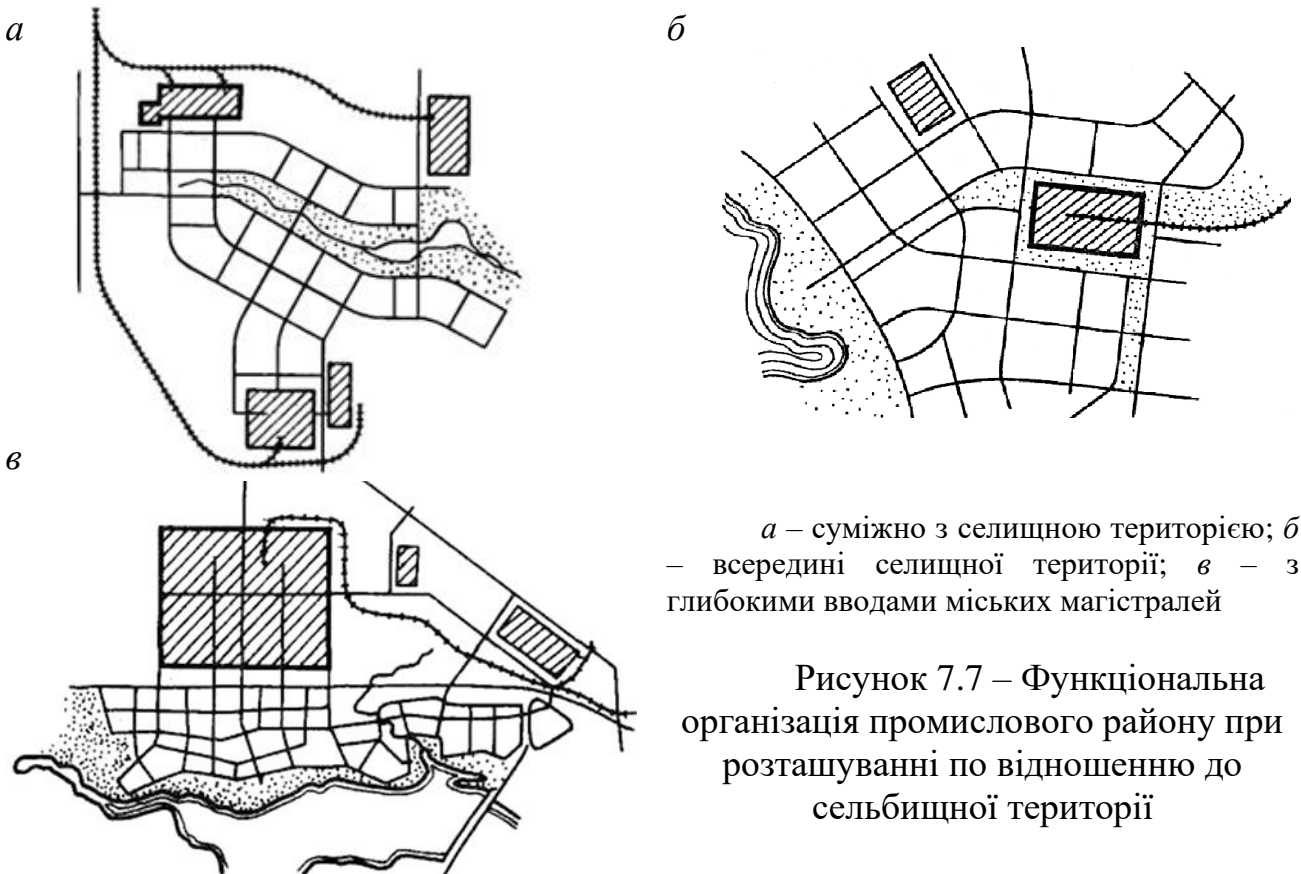 а
б
в
а – суміжно з селищною територією; б
– всередині селищної території; в – з
глибокими вводами міських магістралей
Рисунок 7.7 – Функціональна
організація промислового району при
розташуванні по відношенню до
сельбищної території